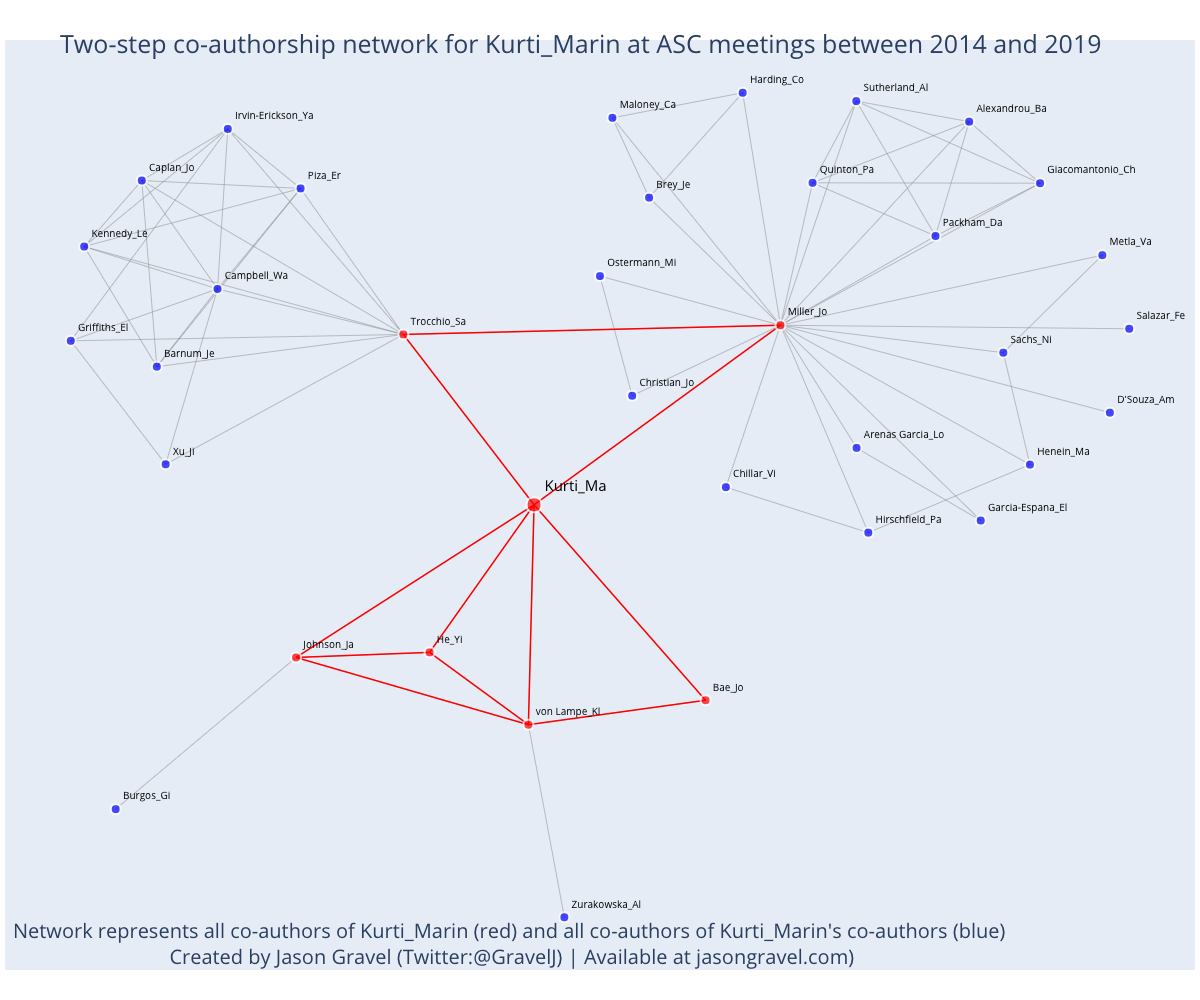 Two-step co-authorship network for Kurti_Marin at ASC meetings between 2014 and 2019
Harding_Co
Sutherland_Al
Maloney_Ca
Alexandrou_Ba
Irvin-Erickson_Ya
Caplan_Jo
Piza_Er
Quinton_Pa
Giacomantonio_Ch
Brey_Je
Packham_Da
Kennedy_Le
Metla_Va
Ostermann_Mi
Campbell_Wa
Miller_Jo
Salazar_Fe
Trocchio_Sa
Griffiths_El
Sachs_Ni
Barnum_Je
Christian_Jo
D'Souza_Am
Arenas Garcia_Lo
Xu_Ji
Henein_Ma
Chillar_Vi
Kurti_Ma
Garcia-Espana_El
Hirschfield_Pa
He_Yi
Johnson_Ja
Bae_Jo
von Lampe_Kl
Burgos_Gi
Zurakowska_Al
Network represents all co-authors of Kurti_Marin (red) and all co-authors of Kurti_Marin's co-authors (blue)
Created by Jason Gravel (Twitter:@GravelJ) | Available at jasongravel.com)